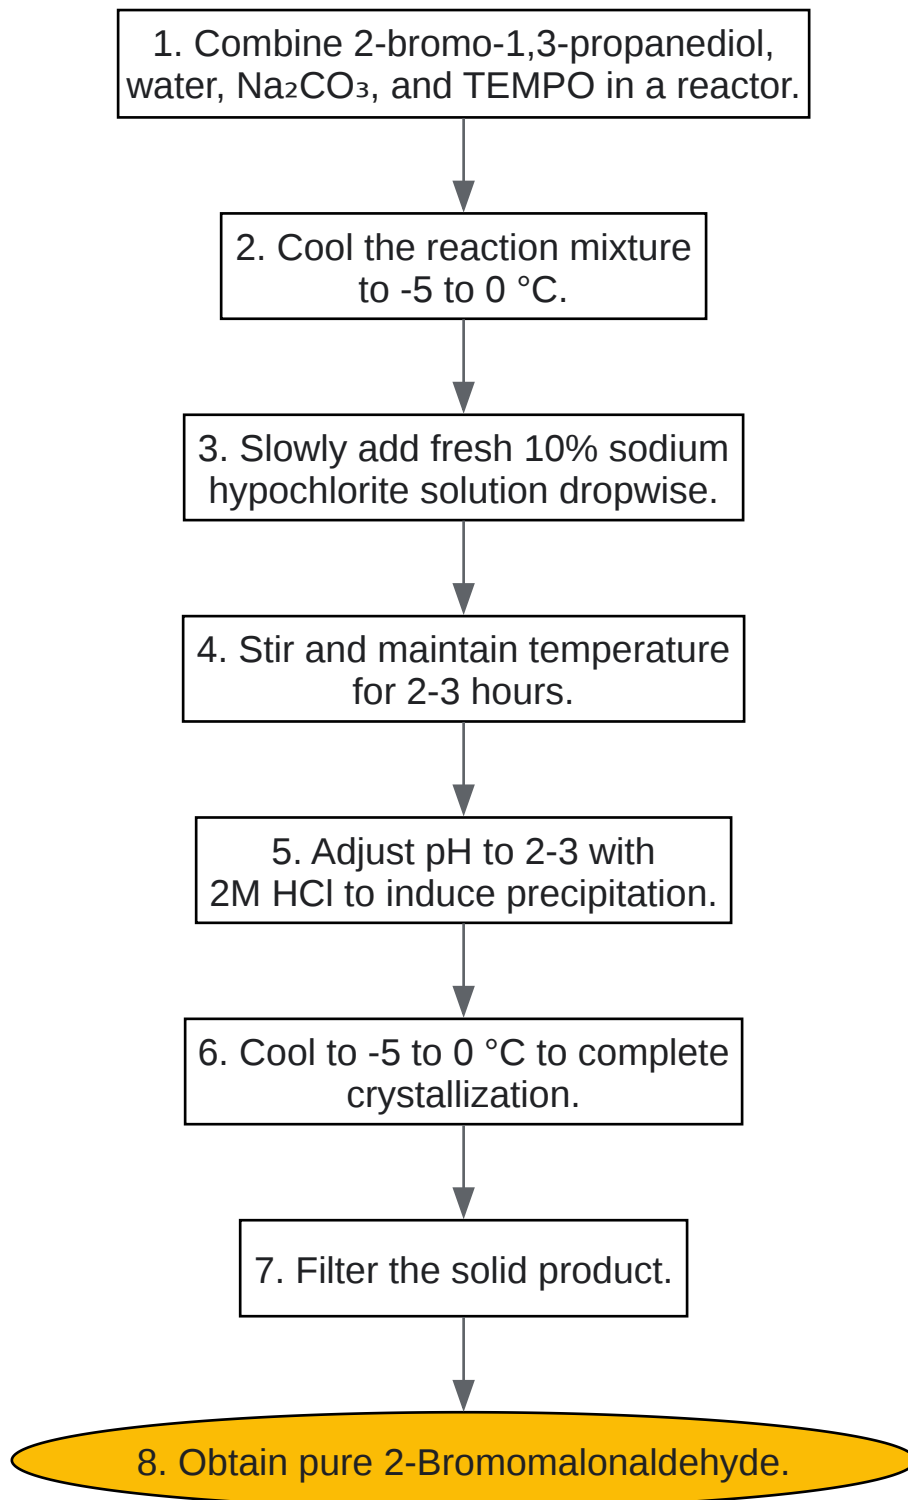 1. Combine 2-bromo-1,3-propanediol,
water, Na₂CO₃, and TEMPO in a reactor.
2. Cool the reaction mixture
to -5 to 0 °C.
3. Slowly add fresh 10% sodium
hypochlorite solution dropwise.
4. Stir and maintain temperature
for 2-3 hours.
5. Adjust pH to 2-3 with
2M HCl to induce precipitation.
6. Cool to -5 to 0 °C to complete
crystallization.
7. Filter the solid product.
8. Obtain pure 2-Bromomalonaldehyde.